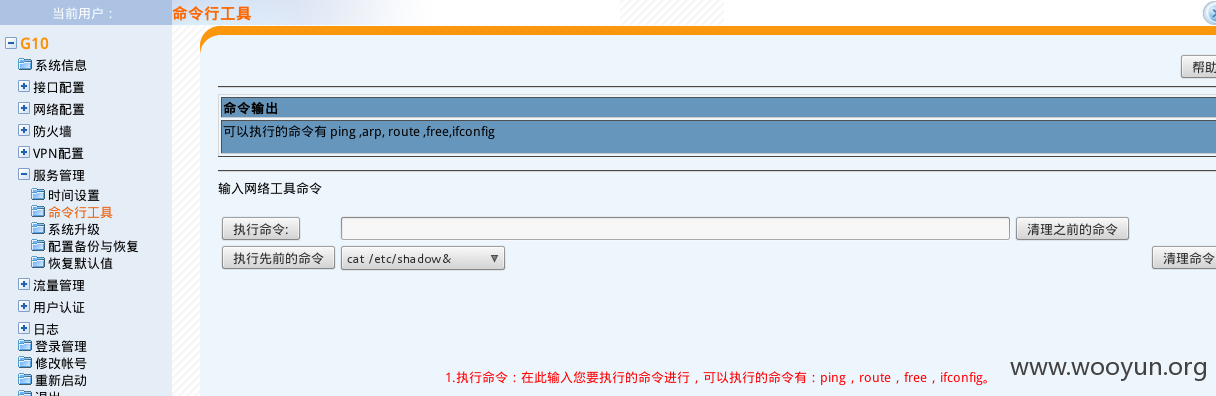 当前用户：
命令行工具
G10
系统信息
接口配置
网络配置
防火墙
VPN配置
服务管理
时间设置
命令行工具
系统升级
配置备份与恢复
恢复默认值
流量管理
用户认证
日志
登录管理
修改帐号
重新启动
退出
帮助
命令输出
可以执行的命令有 ping ,arp, route ,free,ifconfig
输入网络工具命令
执行命令: 清理之前的命令
执行先前的命令 cat /etc/shadow& 清理命令
1.执行命令：在此输入您要执行的命令进行，可以执行的命令有：ping，route，free，ifconfig。
www.wooyun.org